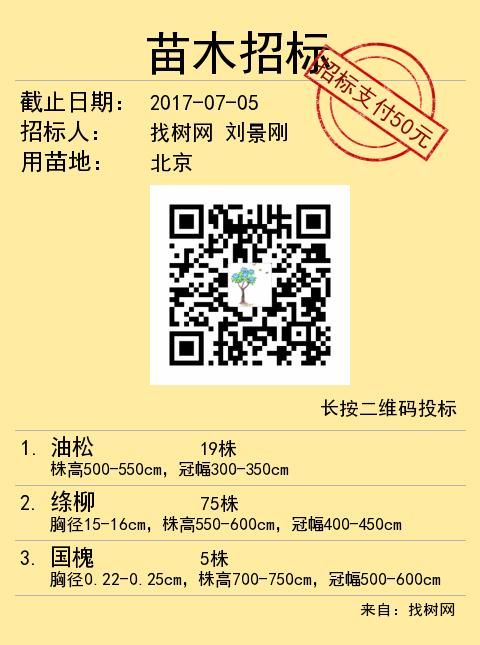 苗木招标
招标支付50元
截止日期： 2017-07-05
招标人： 找树网 刘景刚
用苗地： 北京
长按二维码投标
1. 油松 19株
株高500-550cm，冠幅300-350cm
2. 绦柳 75株
胸径15-16cm，株高550-600cm，冠幅400-450cm
3. 国槐 5株
胸径0.22-0.25cm，株高700-750cm，冠幅500-600cm
来自：找树网